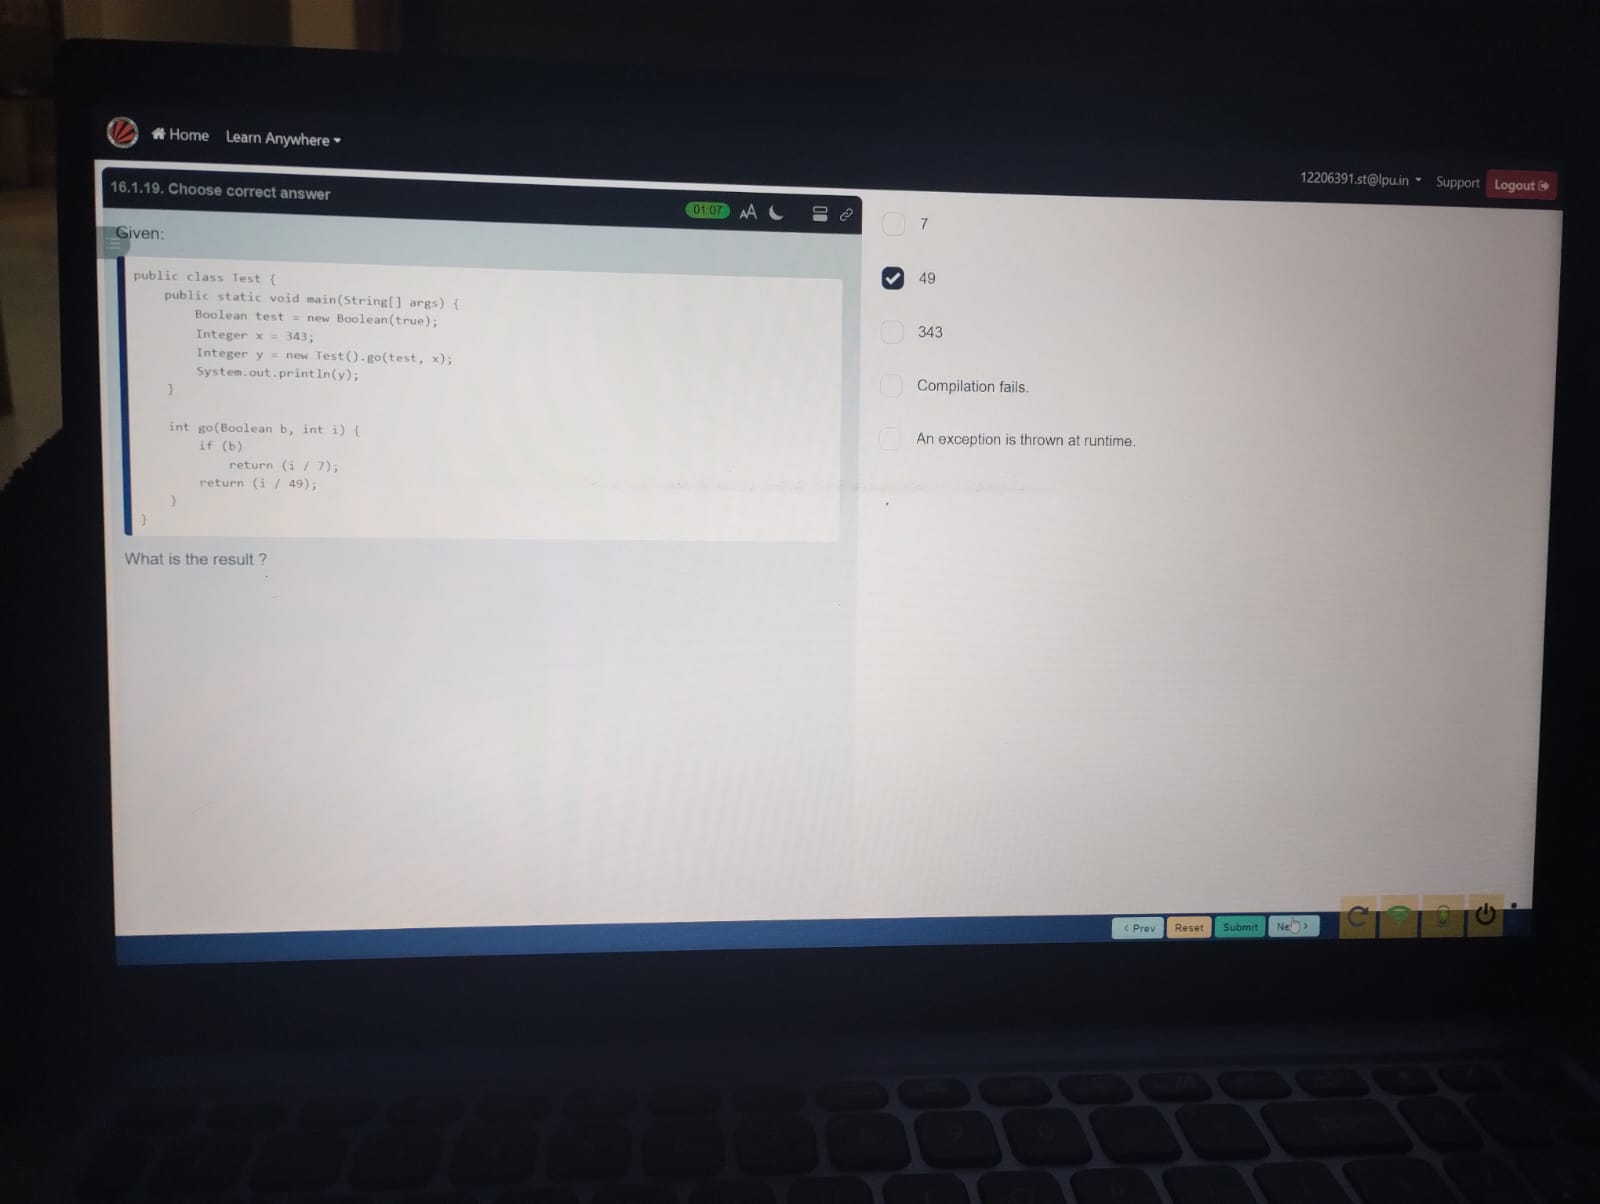 Home Learn Anywhere
12206391.st@lpu.in Support Logout
16.1.19. Choose correct answer
01:07 AA
Given:
public class Test {
public static void main(String[] args) {
Boolean test = new Boolean(true);
Integer x = 343;
Integer y = new Test().go(test, x);
System.out.println(y);
}
int go(Boolean b, int i) {
if (b)
return (i / 7);
return (i / 49);
}
}
What is the result ?
7
49
343
Compilation fails.
An exception is thrown at runtime.
< Prev Reset Submit >